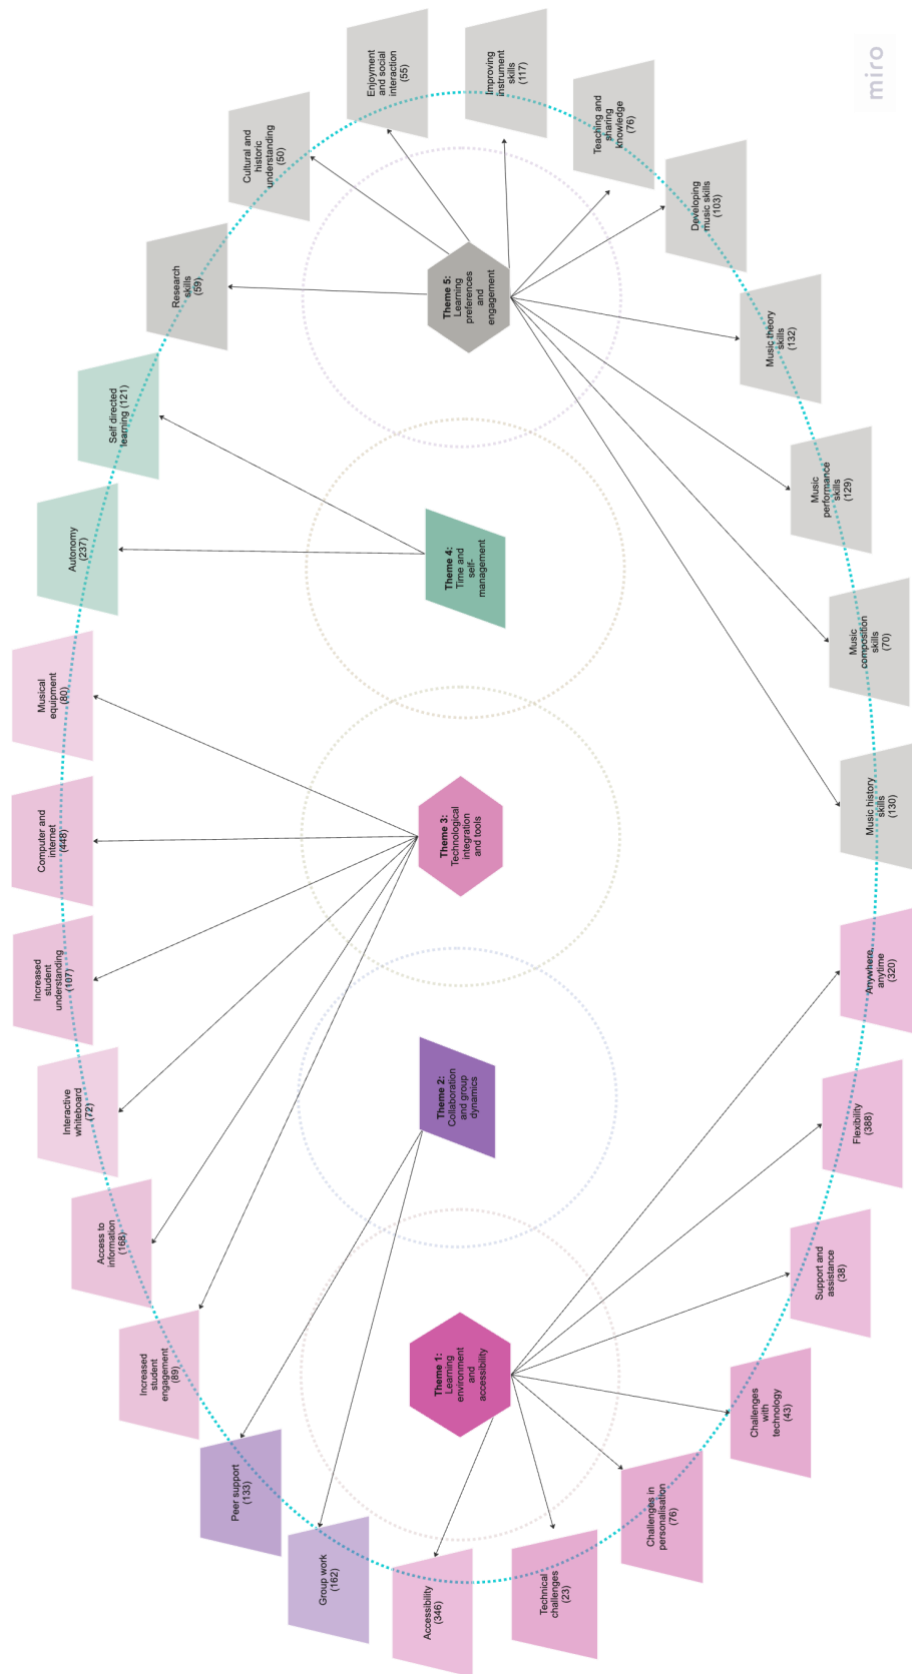 Theme 1:
Learning
environment
and
accessibility
Accessibility
(346)
Technical
challenges
(23)
Challenges in
personalisation
(76)
Challenges
with
technology
(43)
Support and
assistance
(38)
Flexibility
(388)
Anywhere,
anytime
(320)
Theme 2:
Collaboration
and group
dynamics
Group work
(162)
Peer support
(133)
Theme 3:
Technological
integration
and tools
Increased
student
engagement
(89)
Access to
information
(168)
Interactive
whiteboard
(72)
Increased
student
understanding
(107)
Computer and
internet
(448)
Musical
equipment
(80)
Theme 4:
Time and
self-
management
Autonomy
(237)
Self directed
learning (121)
Theme 5:
Learning
preferences
and
engagement
Research
skills
(59)
Cultural and
historic
understanding
(50)
Enjoyment
and social
interaction
(55)
Improving
instrument
skills
(117)
Teaching and
sharing
knowledge
(76)
Developing
music skills
(103)
Music theory
skills
(132)
Music
performance
skills
(129)
Music
composition
skills
(70)
Music history
skills
(130)
miro